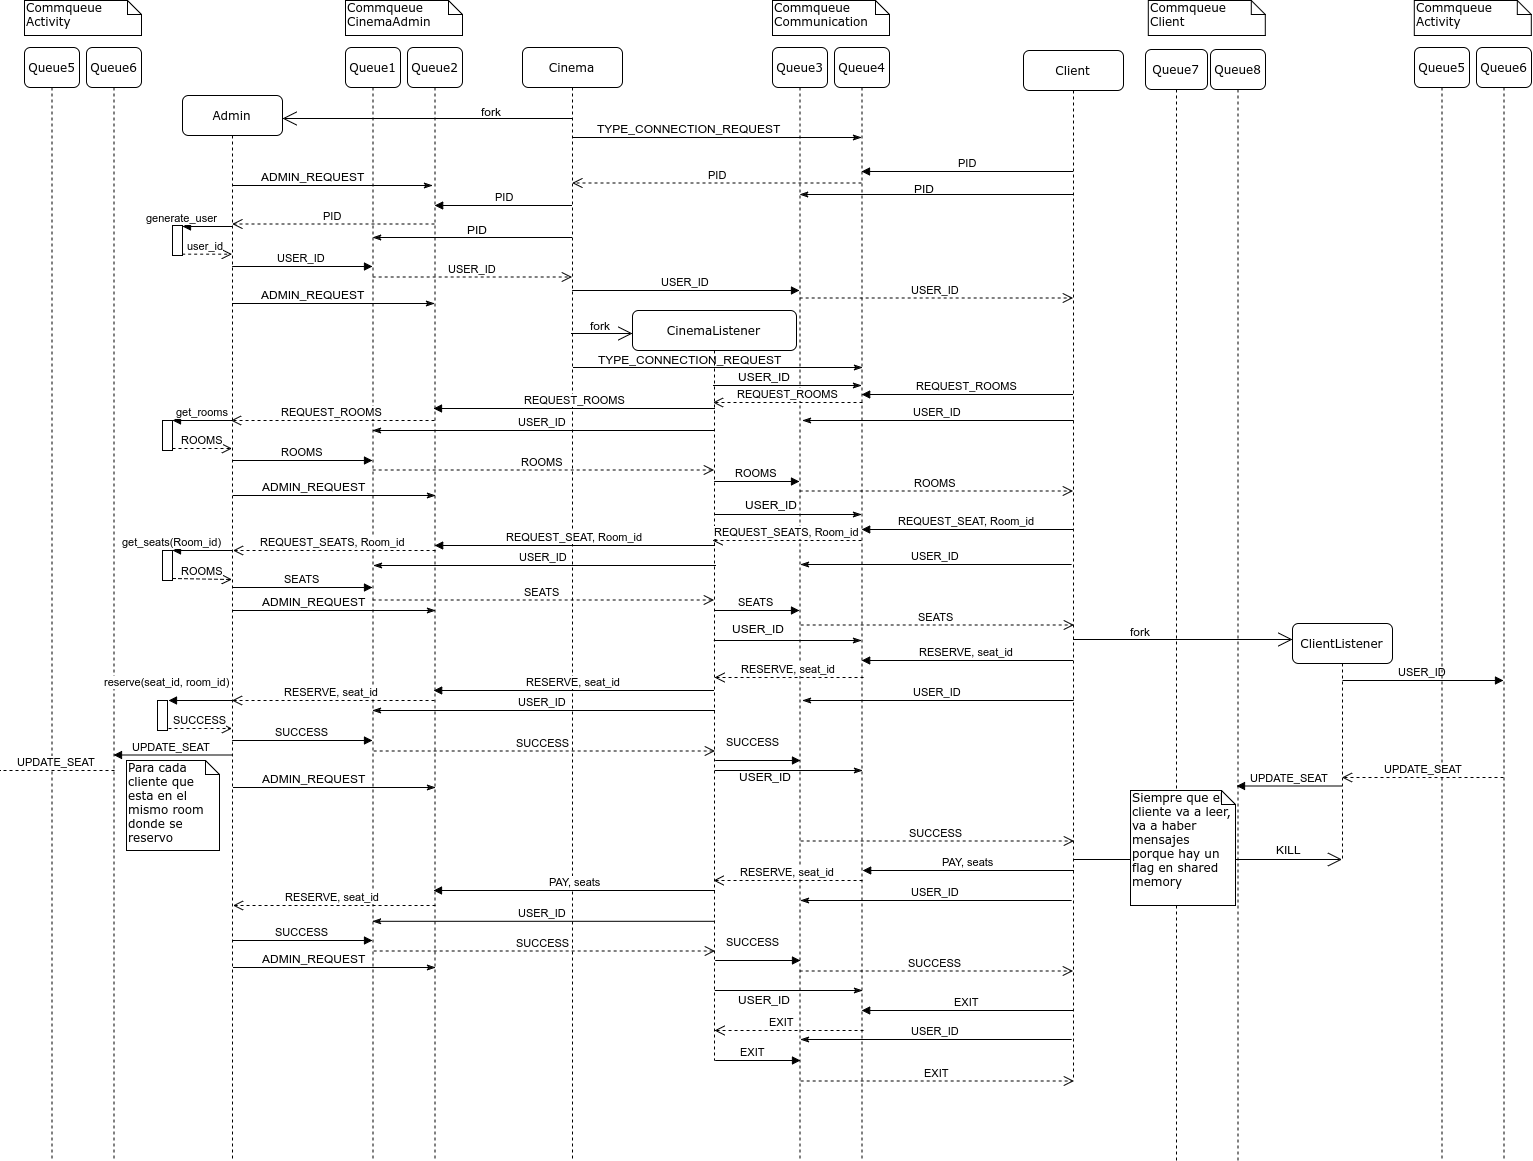 Commqueue
Activity
Commqueue
CinemaAdmin
Commqueue
Communication
Commqueue
Client
Commqueue
Activity
Queue5
Queue6
Queue1
Queue2
Cinema
Queue3
Queue4
Client
Queue7
Queue8
Queue5
Queue6
Admin
fork
TYPE_CONNECTION_REQUEST
PID
ADMIN_REQUEST
PID
PID
PID
generate_user
PID
PID
user_id
USER_ID
USER_ID
USER_ID
USER_ID
ADMIN_REQUEST
fork
CinemaListener
TYPE_CONNECTION_REQUEST
USER_ID
REQUEST_ROOMS
REQUEST_ROOMS
REQUEST_ROOMS
get_rooms
REQUEST_ROOMS
USER_ID
USER_ID
ROOMS
ROOMS
ROOMS
ROOMS
ROOMS
ADMIN_REQUEST
USER_ID
REQUEST_SEAT, Room_id
REQUEST_SEATS, Room_id
REQUEST_SEAT, Room_id
get_seats(Room_id)
REQUEST_SEATS, Room_id
USER_ID
USER_ID
ROOMS
SEATS
SEATS
ADMIN_REQUEST
SEATS
SEATS
USER_ID
fork
ClientListener
RESERVE, seat_id
RESERVE, seat_id
USER_ID
reserve(seat_id, room_id)
RESERVE, seat_id
RESERVE, seat_id
USER_ID
USER_ID
SUCCESS
SUCCESS
SUCCESS
SUCCESS
UPDATE_SEAT
UPDATE_SEAT
USER_ID
UPDATE_SEAT
UPDATE_SEAT
Para cada
cliente que
esta en el
mismo room
donde se
reservo
ADMIN_REQUEST
Siempre que el
cliente va a leer,
va a haber
mensajes
porque hay un
flag en shared
memory
SUCCESS
KILL
PAY, seats
RESERVE, seat_id
PAY, seats
USER_ID
RESERVE, seat_id
USER_ID
SUCCESS
SUCCESS
SUCCESS
ADMIN_REQUEST
SUCCESS
USER_ID
EXIT
EXIT
USER_ID
EXIT
EXIT